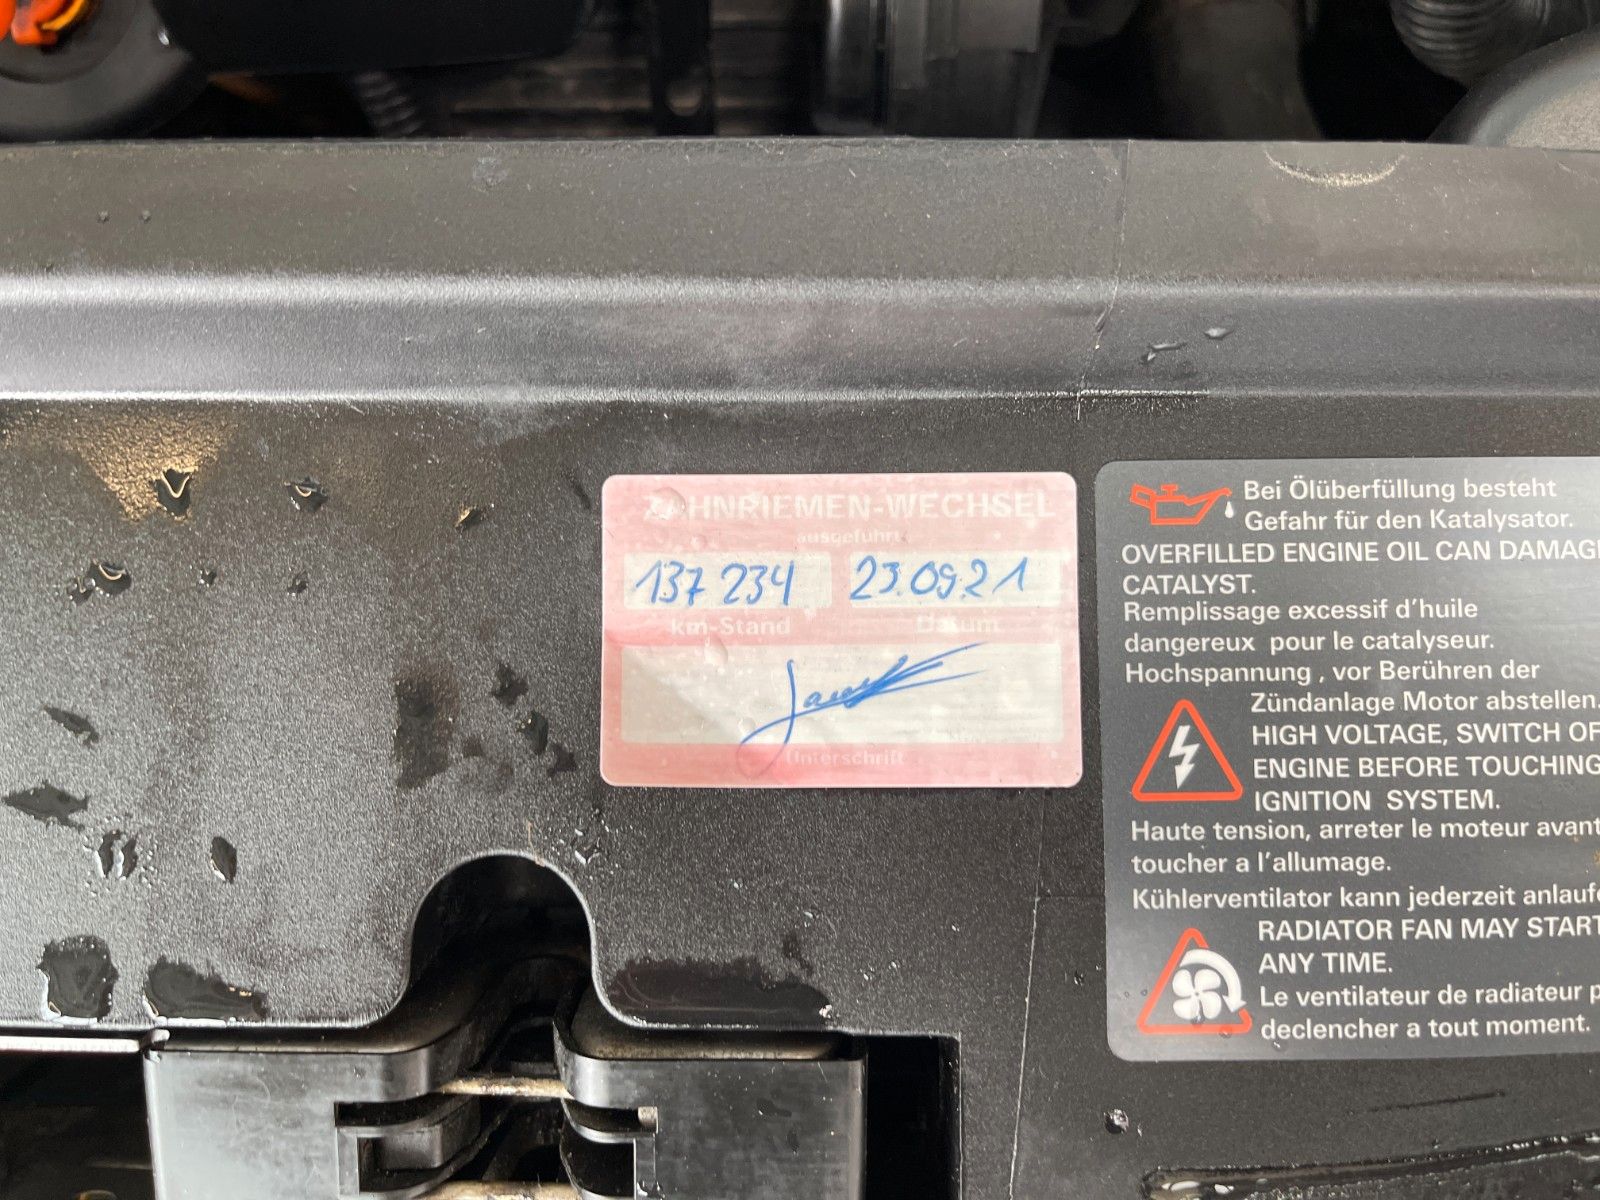 ZAHNRIEMEN-WECHSEL
ausgeführt
137 234 23.09.21
km-Stand Datum
Unterschrift
Bei Ölüberfüllung besteht
Gefahr für den Katalysator.
OVERFILLED ENGINE OIL CAN DAMAGE
CATALYST.
Remplissage excessif d'huile
dangereux pour le catalyseur.
Hochspannung , vor Berühren der
Zündanlage Motor abstellen.
HIGH VOLTAGE, SWITCH OF
ENGINE BEFORE TOUCHING
IGNITION SYSTEM.
Haute tension, arreter le moteur avant
toucher a l'allumage.
Kühlerventilator kann jederzeit anlaufe
RADIATOR FAN MAY START
ANY TIME.
Le ventilateur de radiateur p
declencher a tout moment.